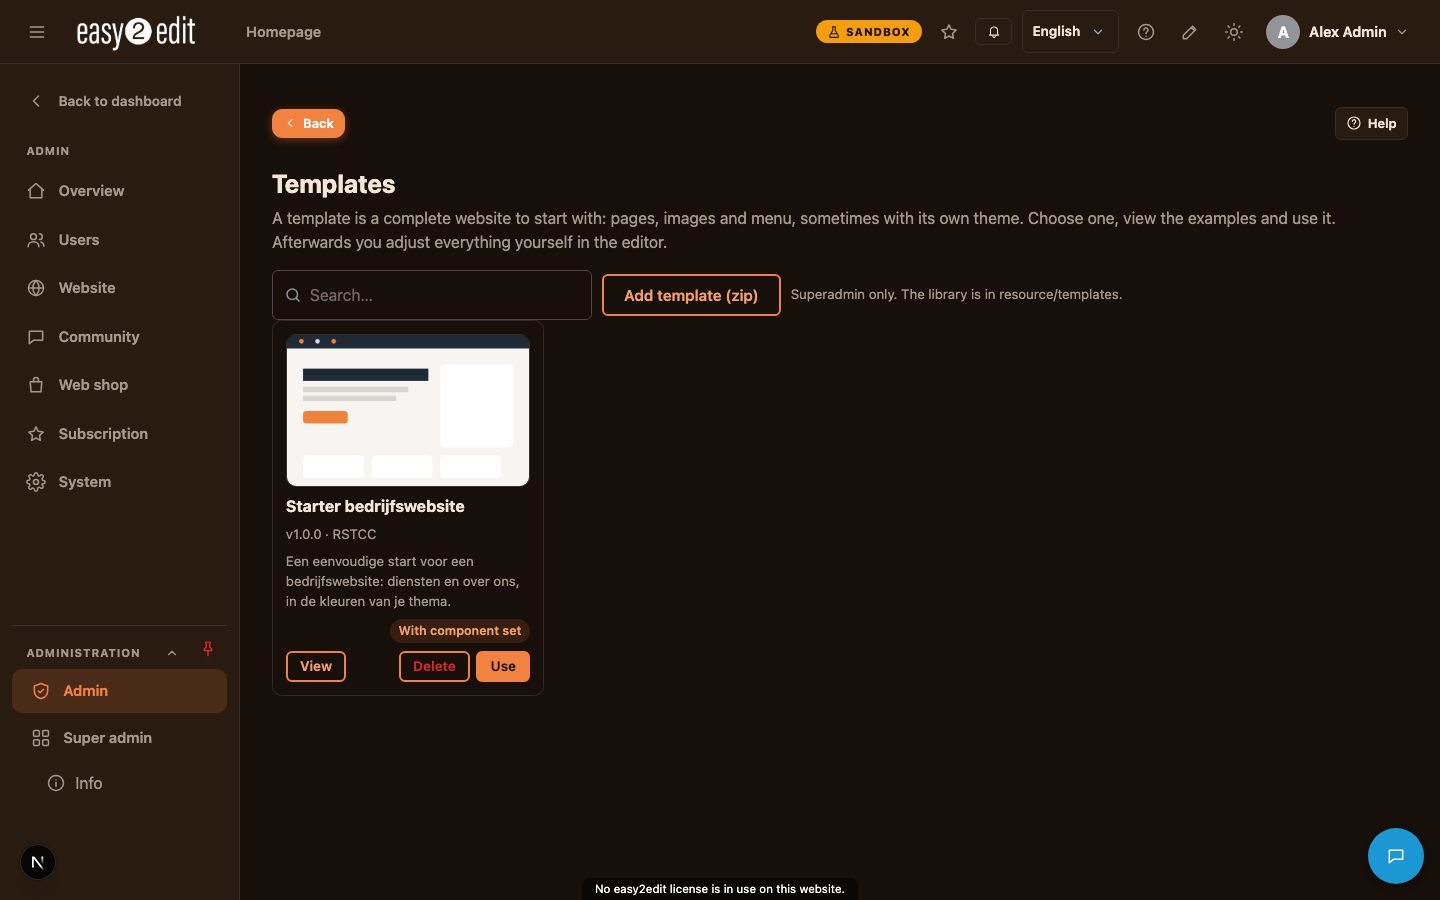 easy2edit
Homepage
SANDBOX
English
A
Alex Admin
Back to dashboard
ADMIN
Overview
Users
Website
Community
Web shop
Subscription
System
ADMINISTRATION
Admin
Super admin
Info
N
Back
Help
Templates
A template is a complete website to start with: pages, images and menu, sometimes with its own theme. Choose one, view the examples and use it.
Afterwards you adjust everything yourself in the editor.
Search...
Add template (zip)
Superadmin only. The library is in resource/templates.
Starter bedrijfswebsite
v1.0.0 · RSTCC
Een eenvoudige start voor een
bedrijfswebsite: diensten en over ons,
in de kleuren van je thema.
With component set
View
Delete
Use
No easy2edit license is in use on this website.